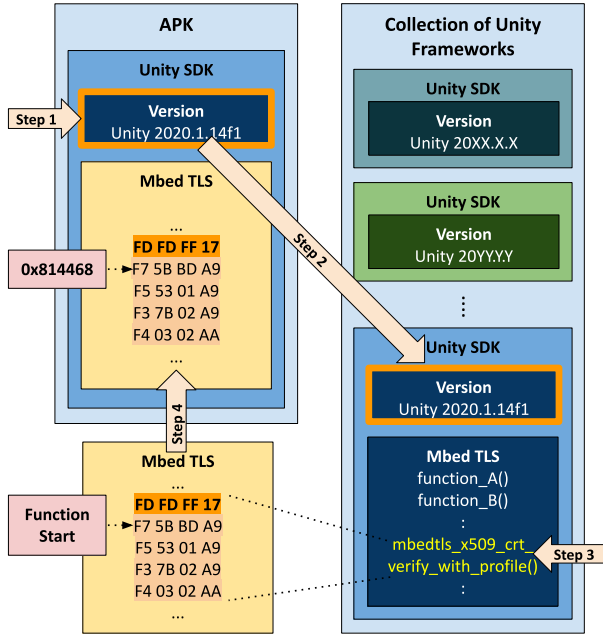 APK
Unity SDK
Version
Unity 2020.1.14f1
Step 1
Mbed TLS
...
FD FD FF 17
0x814468
F7 5B BD A9
F5 53 01 A9
F3 7B 02 A9
F4 03 02 AA
...
Step 4
Mbed TLS
...
FD FD FF 17
Function
Start
F7 5B BD A9
F5 53 01 A9
F3 7B 02 A9
F4 03 02 AA
...
Step 2
Collection of Unity
Frameworks
Unity SDK
Version
Unity 20XX.X.X
Unity SDK
Version
Unity 20YY.Y.Y
Unity SDK
Version
Unity 2020.1.14f1
Mbed TLS
function_A()
function_B()
:
mbedtls_x509_crt_
verify_with_profile()
:
Step 3